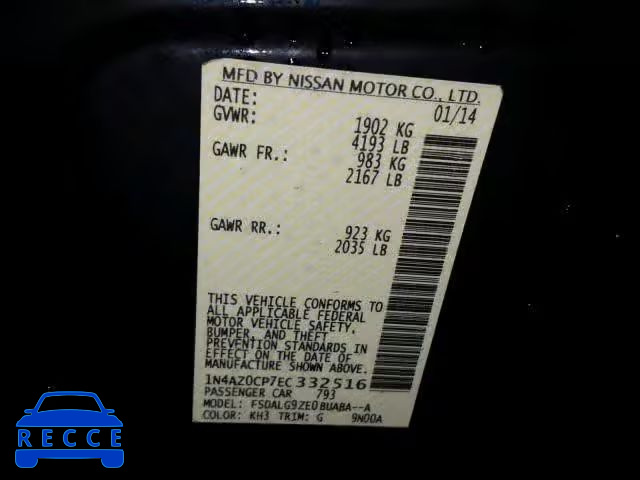 MFD BY NISSAN MOTOR CO., LTD.
DATE: 01/14
GVWR: 1902 KG
4193 LB
GAWR FR.: 983 KG
2167 LB
GAWR RR.: 923 KG
2035 LB
THIS VEHICLE CONFORMS TO
ALL APPLICABLE FEDERAL
MOTOR VEHICLE SAFETY,
BUMPER, AND THEFT
PREVENTION STANDARDS IN
EFFECT ON THE DATE OF
MANUFACTURE SHOWN ABOVE.
1N4AZ0CP7EC332516
PASSENGER CAR 793
MODEL: FSDALG9ZE0BUABA--A
COLOR: KH3 TRIM: G 9N00A
RECCE